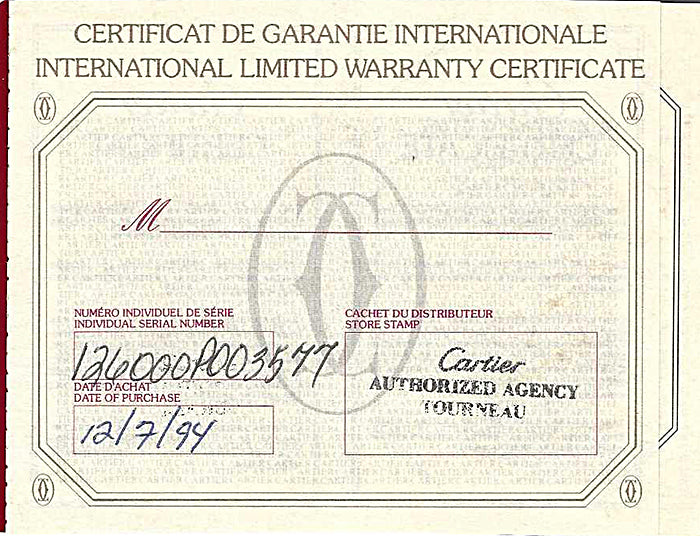 CERTIFICAT DE GARANTIE INTERNATIONALE
INTERNATIONAL LIMITED WARRANTY CERTIFICATE
M
NUMÉRO INDIVIDUEL DE SÉRIE
INDIVIDUAL SERIAL NUMBER
126000P003577
DATE D'ACHAT
DATE OF PURCHASE
12/7/94
CACHET DU DISTRIBUTEUR
STORE STAMP
Cartier
AUTHORIZED AGENCY
TOURNEAU